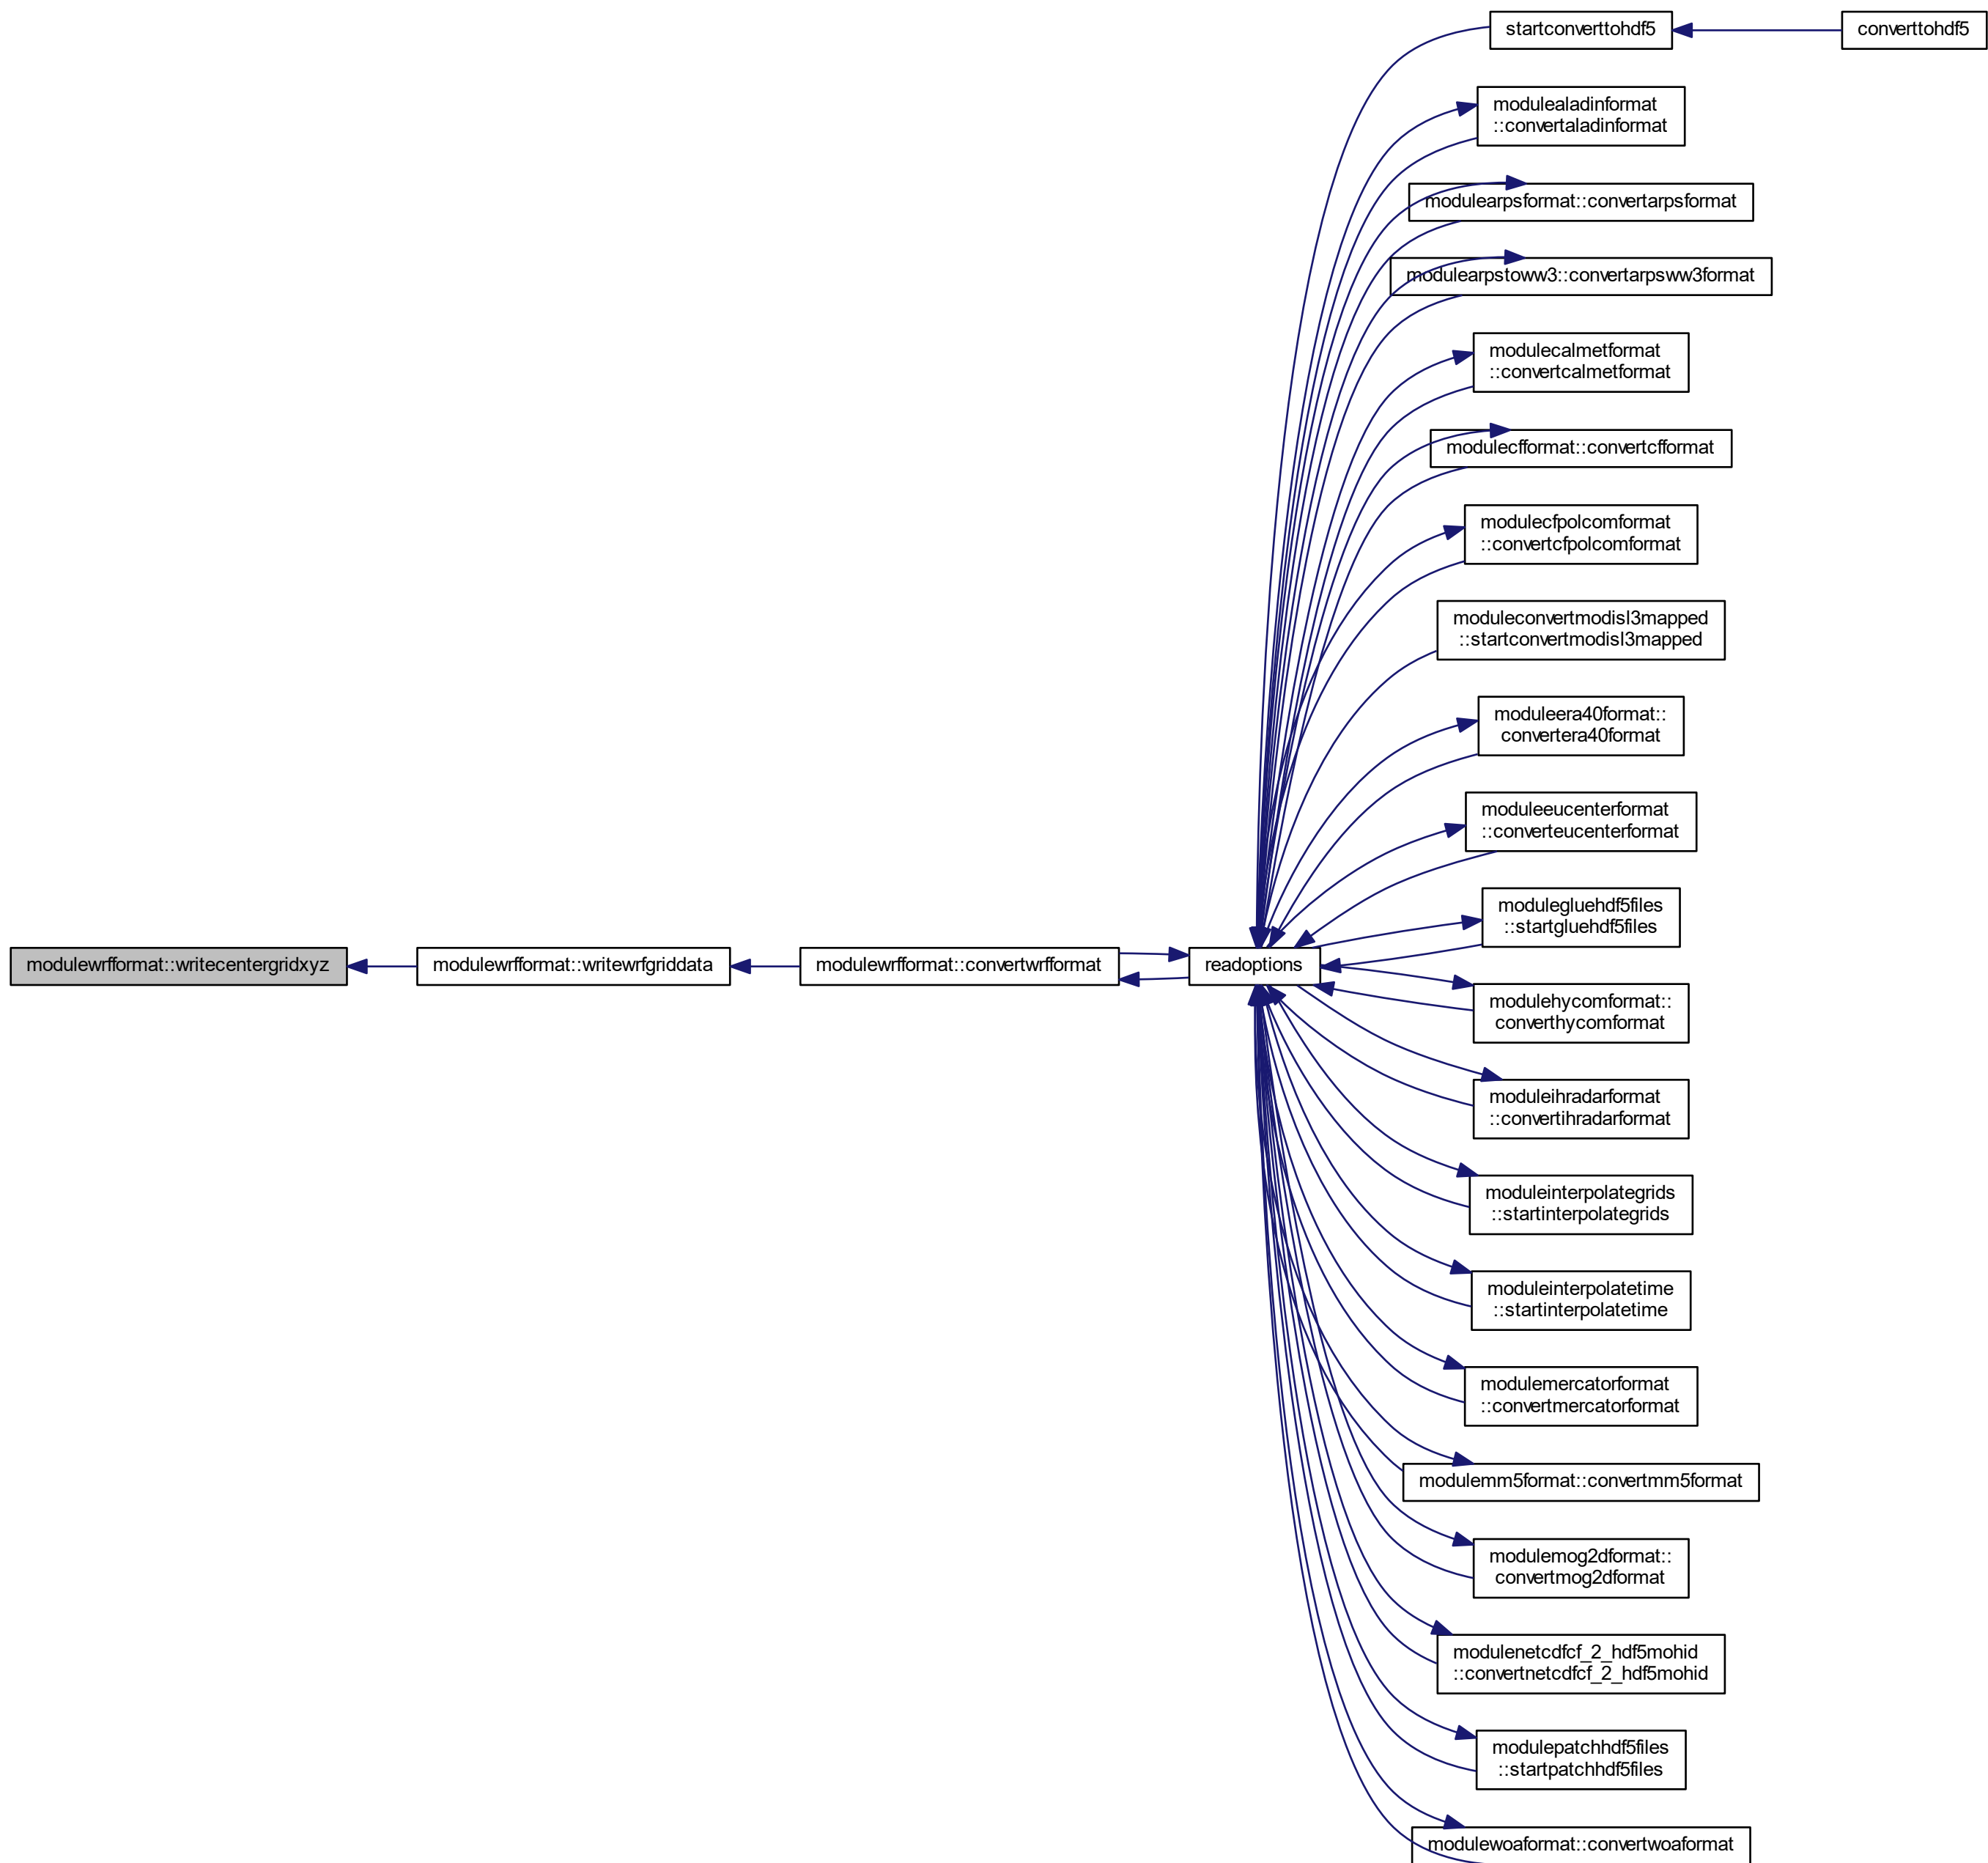 startconverttohdf5
converttohdf5
modulealadinformat
::convertaladinformat
modulearpsformat::convertarpsformat
modulearpstoww3::convertarpsww3format
modulecalmetformat
::convertcalmetformat
modulecfformat::convertcfformat
modulecfpolcomformat
::convertcfpolcomformat
moduleconvertmodisl3mapped
::startconvertmodisl3mapped
moduleera40format::
convertera40format
moduleeucenterformat
::converteucenterformat
modulegluehdf5files
::startgluehdf5files
modulewrfformat::writecentergridxyz
modulewrfformat::writewrfgriddata
modulewrfformat::convertwrfformat
readoptions
modulehycomformat::
converthycomformat
moduleihradarformat
::convertihradarformat
moduleinterpolategrids
::startinterpolategrids
moduleinterpolatetime
::startinterpolatetime
modulemercatorformat
::convertmercatorformat
modulemm5format::convertmm5format
modulemog2dformat::
convertmog2dformat
modulenetcdfcf_2_hdf5mohid
::convertnetcdfcf_2_hdf5mohid
modulepatchhdf5files
::startpatchhdf5files
modulewoaformat::convertwoaformat